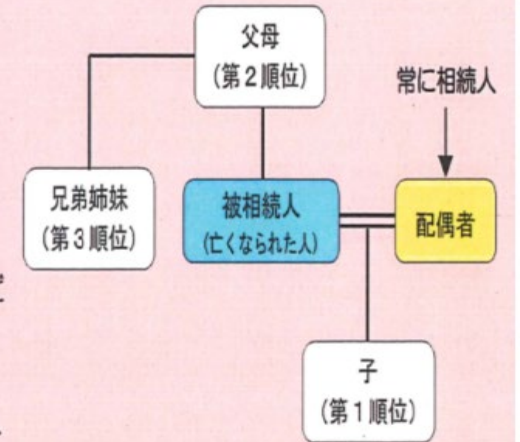 父母
(第2順位)
常に相続人
兄弟姉妹
(第3順位)
被相続人
(亡くなられた人)
配偶者
子
(第1順位)